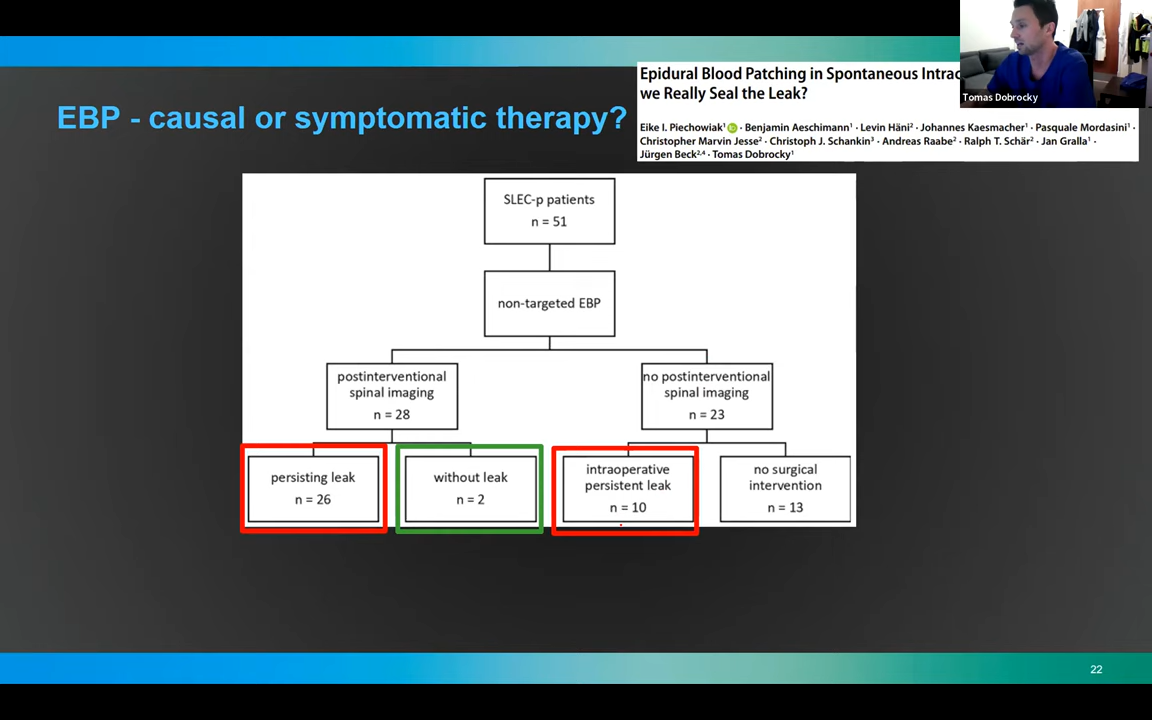 Epidural Blood Patching in Spontaneous Intrac
we Really Seal the Leak?
Tomas Dobrocky
EBP - causal or symptomatic therapy?
Eike I. Piechowiak¹ · Benjamin Aeschimann¹ · Levin Häni² · Johannes Kaesmacher¹ · Pasquale Mordasini¹ ·
Christopher Marvin Jesse² · Christoph J. Schankin³ · Andreas Raabe² · Ralph T. Schär² · Jan Gralla¹ ·
Jürgen Beck²,⁴ · Tomas Dobrocky¹
SLEC-p patients
n = 51
non-targeted EBP
postinterventional
spinal imaging
n = 28
no postinterventional
spinal imaging
n = 23
persisting leak
n = 26
without leak
n = 2
intraoperative
persistent leak
n = 10
no surgical
intervention
n = 13
22